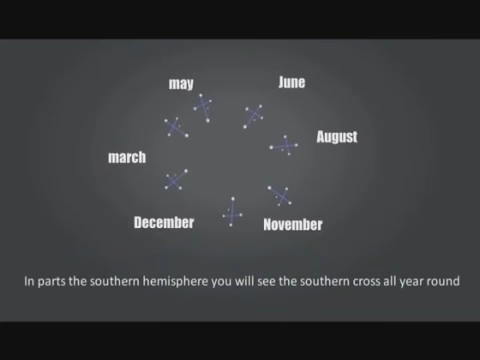 may
June
August
march
December
November
In parts the southern hemisphere you will see the southern cross all year round